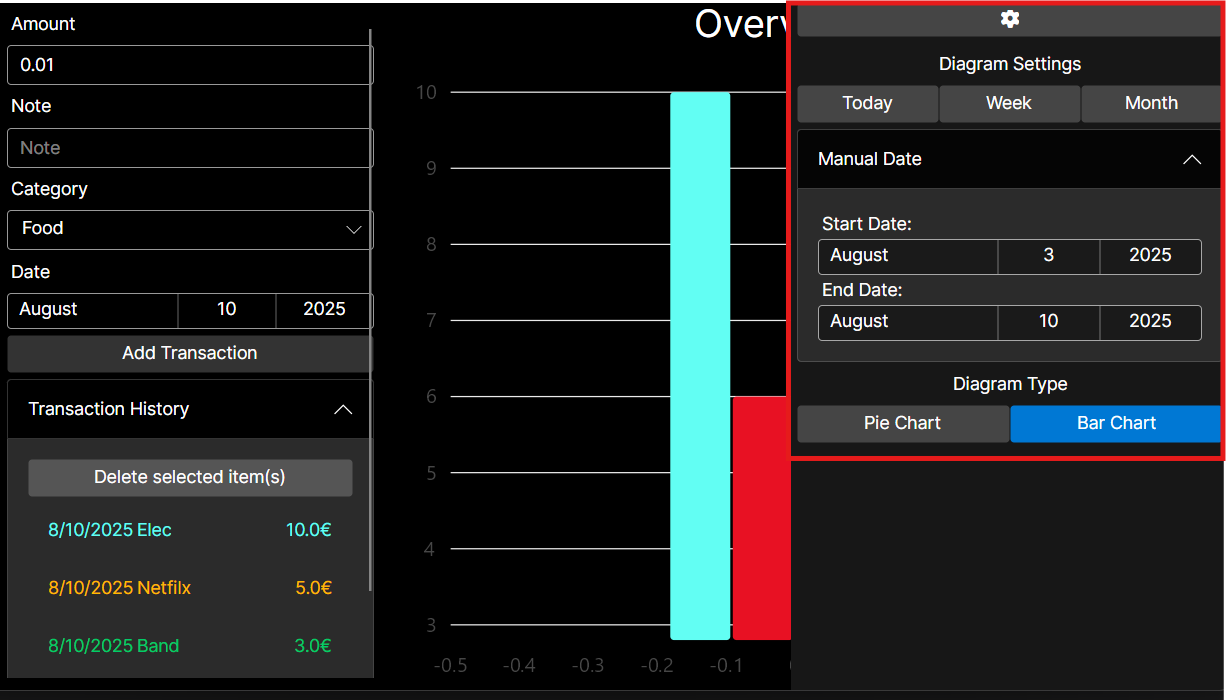 Amount
0.01
Note
Note
Category
Food
Date
August 10 2025
Add Transaction
Transaction History
Delete selected item(s)
8/10/2025 Elec 10.0€
8/10/2025 Netfilx 5.0€
8/10/2025 Band 3.0€
10
9
8
7
6
5
4
3
-0.5 -0.4 -0.3 -0.2 -0.1
Diagram Settings
Today Week Month
Manual Date
Start Date:
August 3 2025
End Date:
August 10 2025
Diagram Type
Pie Chart Bar Chart